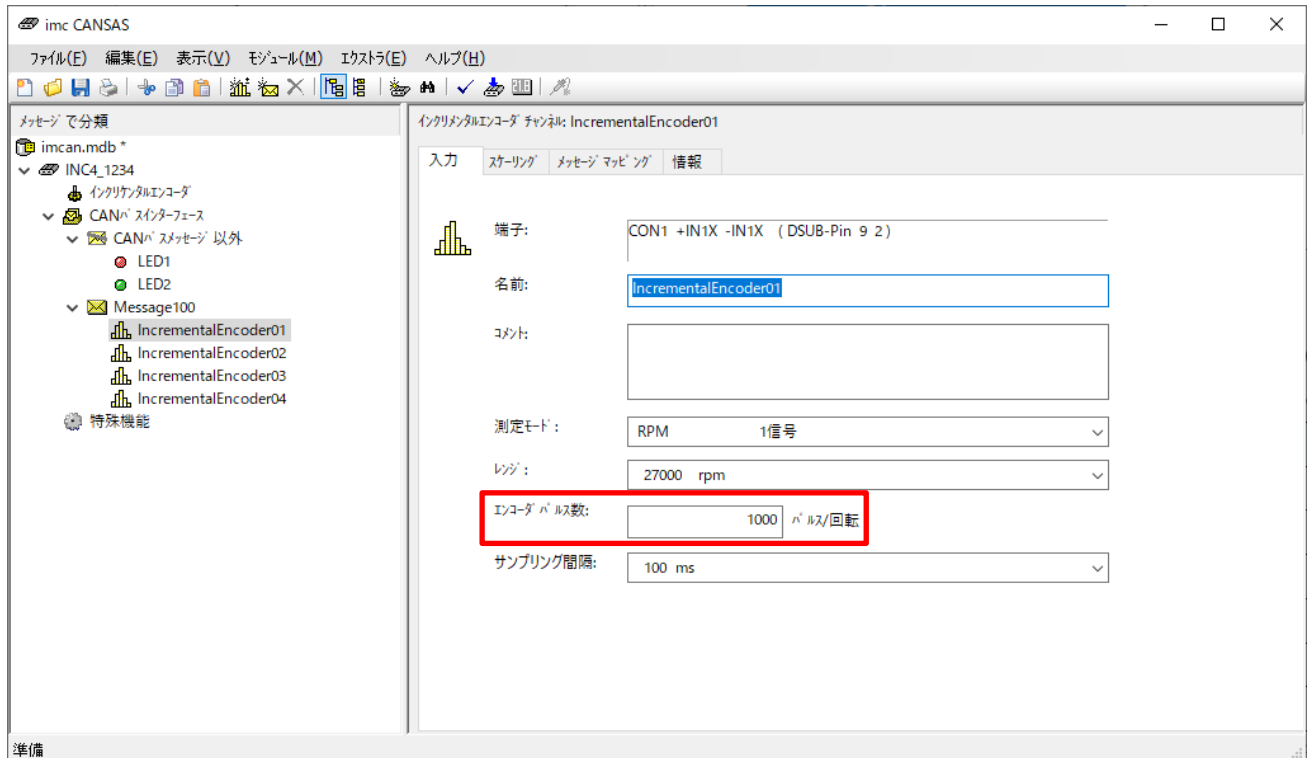 imc CANSAS
ファイル(F) 編集(E) 表示(V) モジュール(M) エクストラ(E) ヘルプ(H)
メッセージで分類
imcan.mdb *
INC4_1234
インクリケンタルエンコーダ
CANバスインターフェース
CANバスメッセージ以外
LED1
LED2
Message100
IncrementalEncoder01
IncrementalEncoder02
IncrementalEncoder03
IncrementalEncoder04
特殊機能
インクリメンタルエンコーダ チャンネル: IncrementalEncoder01
入力 スケーリング メッセージマッピング 情報
端子: CON1 +IN1X -IN1X (DSUB-Pin 9 2)
名前: IncrementalEncoder01
コメント:
測定モード: RPM 1信号
レンジ: 27000 rpm
エンコーダパルス数: 1000 パルス/回転
サンプリング間隔: 100 ms
準備